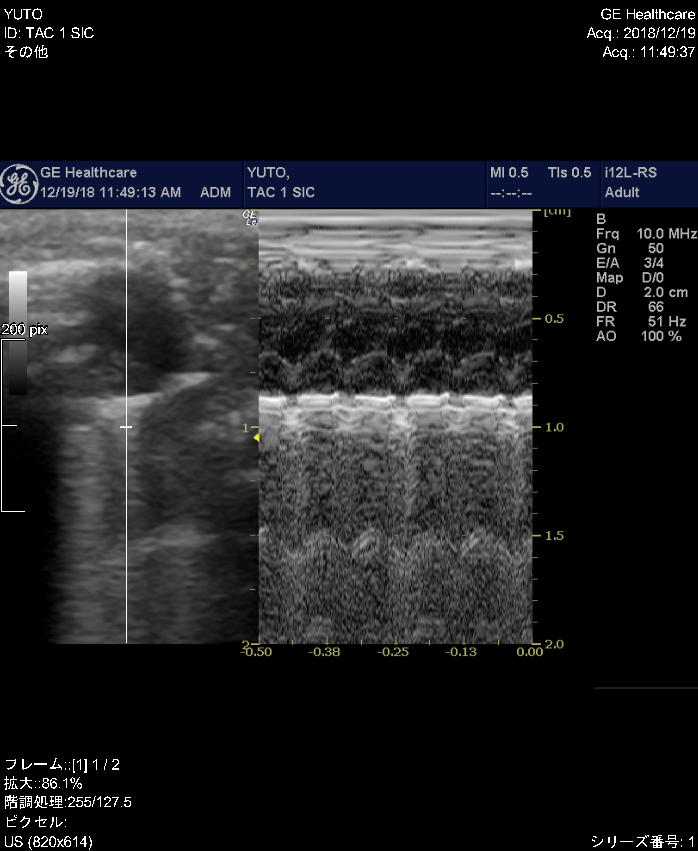 YUTO
ID: TAC 1 SIC
その他
GE Healthcare
Acq.: 2018/12/19
Acq.: 11:49:37
GE Healthcare
12/19/18 11:49:13 AM ADM
YUTO,
TAC 1 SIC
MI 0.5 TIs 0.5
--:--:--
i12L-RS
Adult
GE
[cm]
B
Frq 10.0 MHz
Gn 50
E/A 3/4
Map D/0
D 2.0 cm
DR 66
FR 51 Hz
AO 100 %
200 pix
0.5
1
1.0
1.5
2
2.0
-0.50 -0.38 -0.25 -0.13 0.00
フレーム::[1] 1 / 2
拡大::86.1%
階調処理:255/127.5
ピクセル:
US (820x614)
シリーズ番号: 1